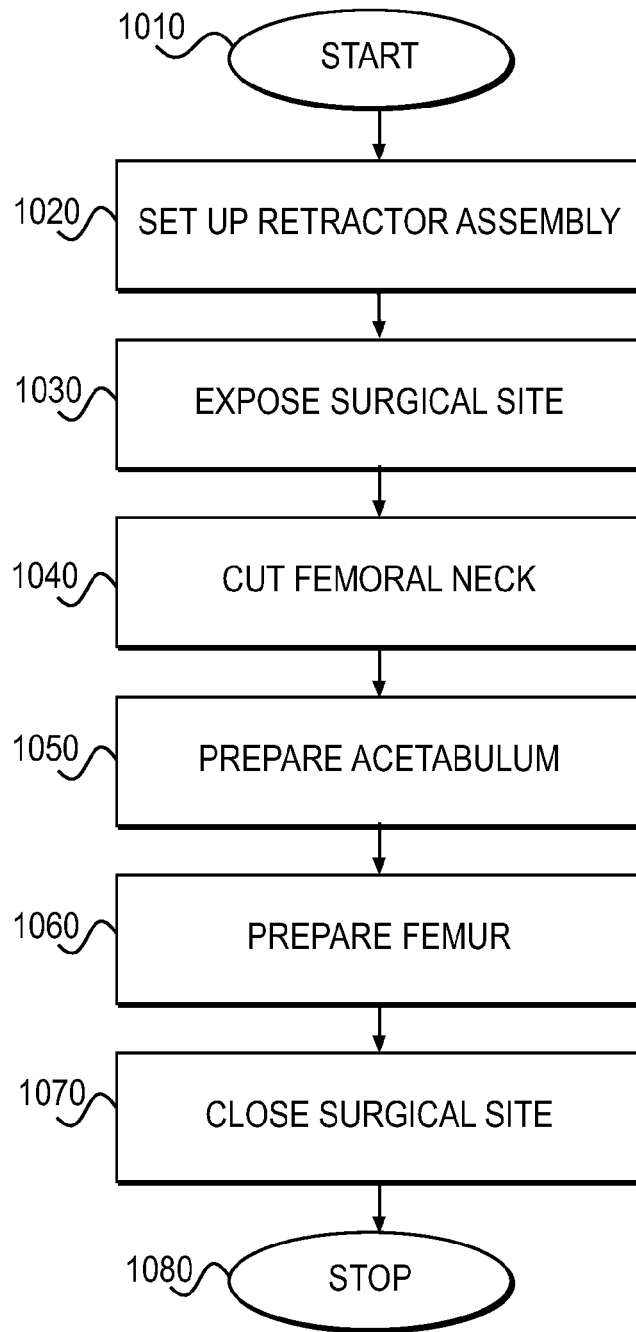 1010
START
1020
SET UP RETRACTOR ASSEMBLY
1030
EXPOSE SURGICAL SITE
1040
CUT FEMORAL NECK
1050
PREPARE ACETABULUM
1060
PREPARE FEMUR
1070
CLOSE SURGICAL SITE
1080
STOP